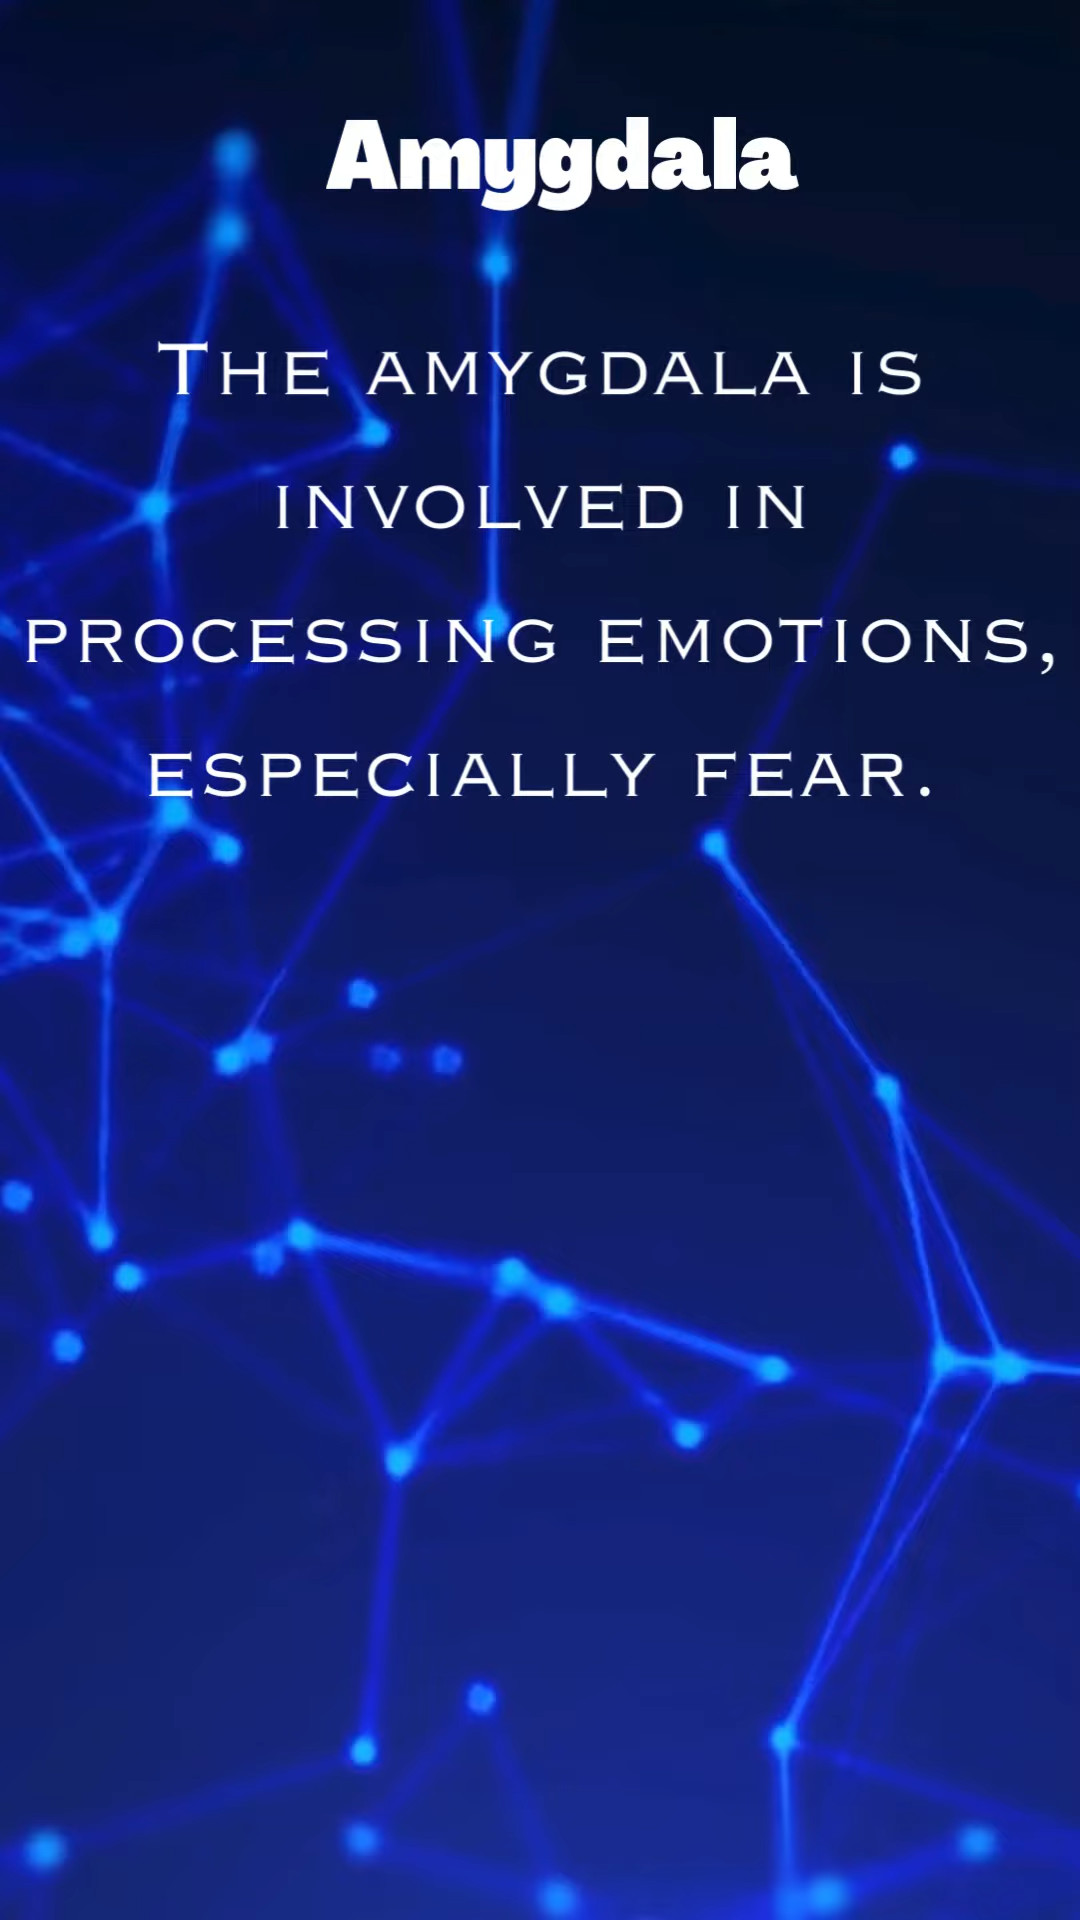 Amygdala
The amygdala is
involved in
processing emotions,
especially fear.